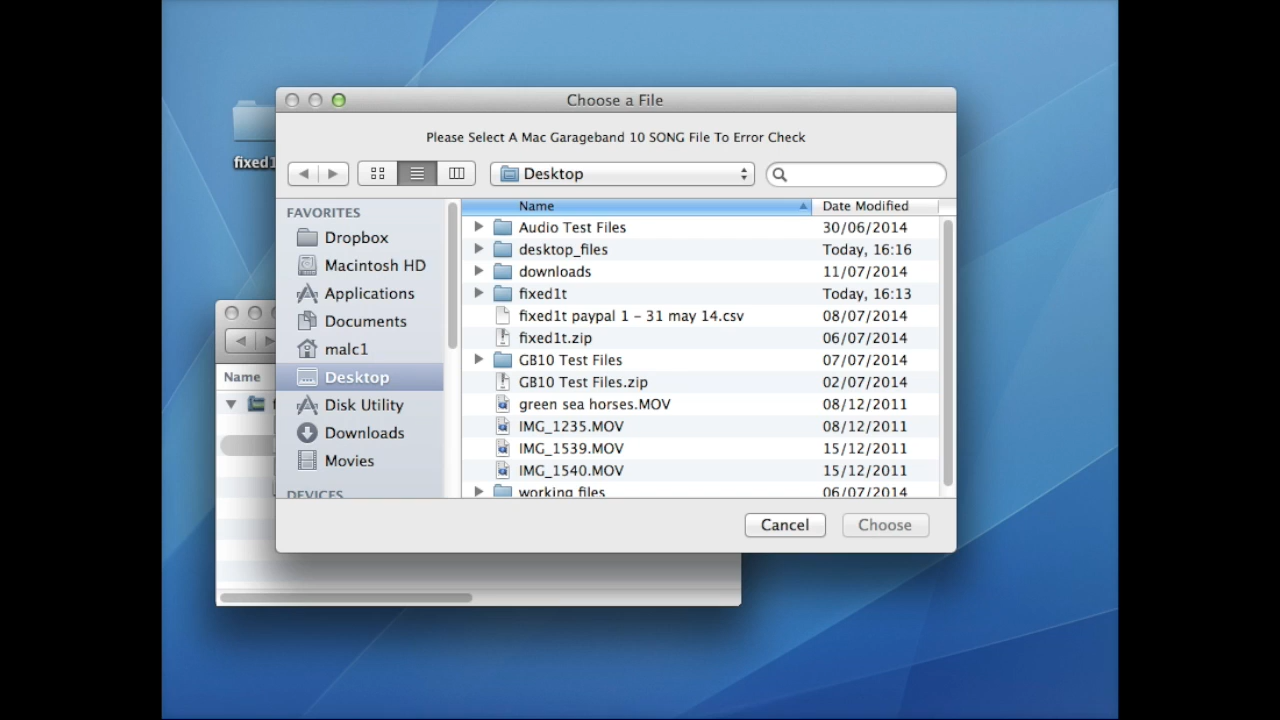 Choose a File
Please Select A Mac Garageband 10 SONG File To Error Check
Desktop
Name Date Modified
FAVORITES
Dropbox
Macintosh HD
Applications
Documents
malc1
Desktop
Disk Utility
Downloads
Movies
DEVICES
Audio Test Files 30/06/2014
desktop_files Today, 16:16
downloads 11/07/2014
fixed1t Today, 16:13
fixed1t paypal 1 - 31 may 14.csv 08/07/2014
fixed1t.zip 06/07/2014
GB10 Test Files 07/07/2014
GB10 Test Files.zip 02/07/2014
green sea horses.MOV 08/12/2011
IMG_1235.MOV 08/12/2011
IMG_1539.MOV 15/12/2011
IMG_1540.MOV 15/12/2011
working files 06/07/2014
Cancel Choose
fixed1
Name